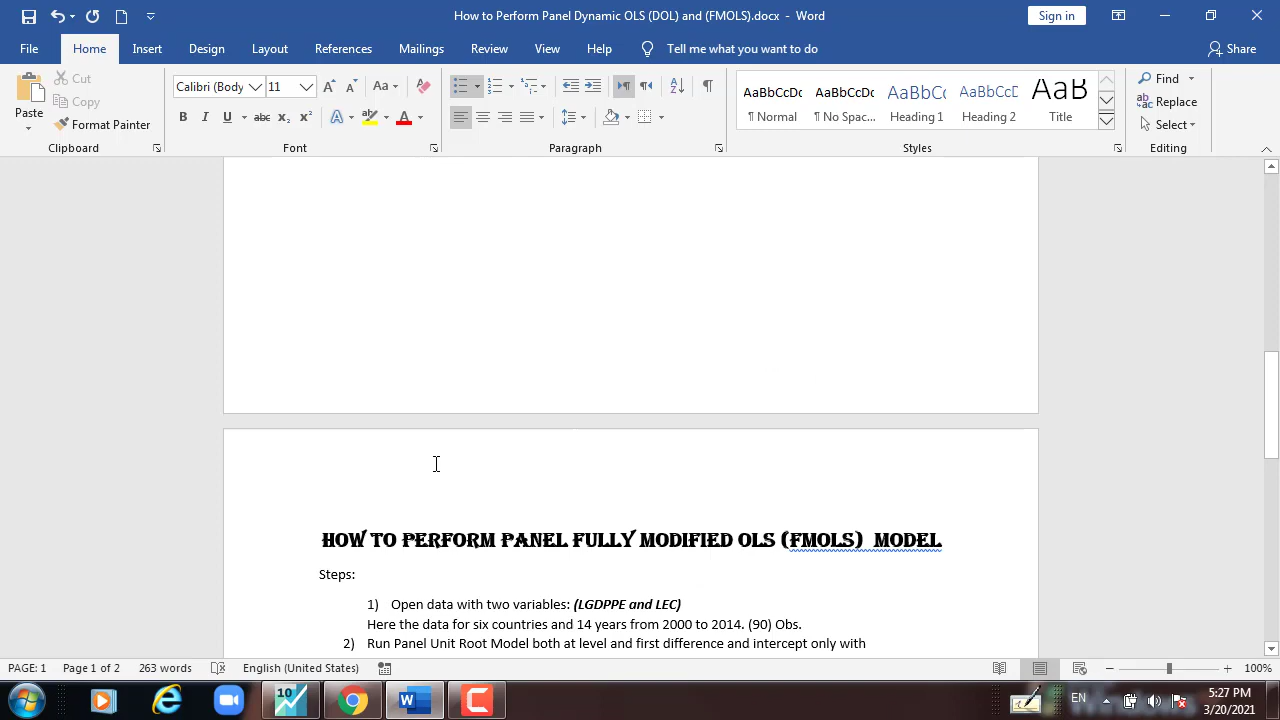 How to Perform Panel Dynamic OLS (DOL) and (FMOLS).docx - Word
Sign in
File Home Insert Design Layout References Mailings Review View Help Tell me what you want to do Share
Paste
Cut
Copy
Format Painter
Clipboard
Calibri (Body 11
Font
Paragraph
AaBbCcDc ¶ Normal
AaBbCcDc ¶ No Spac...
AaBbC( Heading 1
AaBbCcE Heading 2
AaB Title
Styles
Find
Replace
Select
Editing
HOW TO PERFORM PANEL FULLY MODIFIED OLS (FMOLS) MODEL
Steps:
1) Open data with two variables: (LGDPPE and LEC)
Here the data for six countries and 14 years from 2000 to 2014. (90) Obs.
2) Run Panel Unit Root Model both at level and first difference and intercept only with
PAGE: 1 Page 1 of 2 263 words English (United States) 100%
10
EN
5:27 PM
3/20/2021